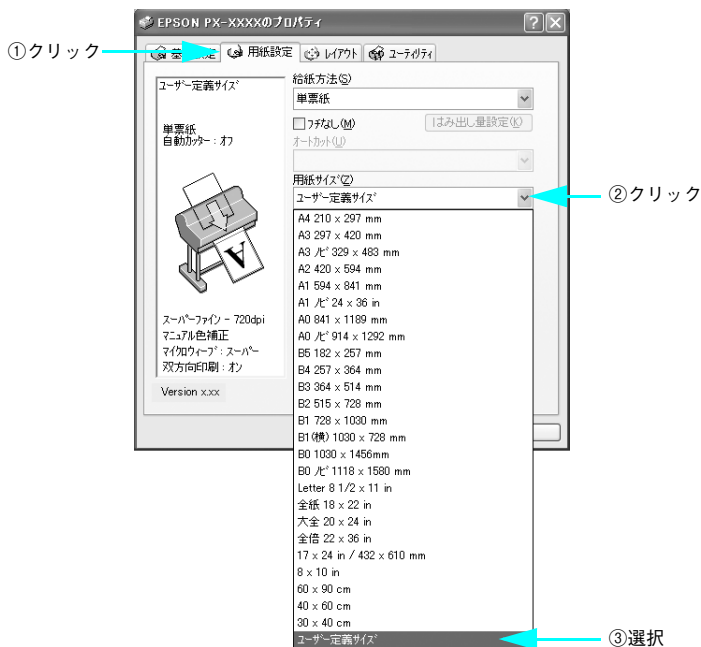 EPSON PX-XXXXのプロパティ
①クリック
基本設定
用紙設定
レイアウト
ユーティリティ
ユーザー定義サイズ
単票紙
自動カッター：オフ
A
スーパーファイン - 720dpi
マニュアル色補正
マイクロウィーブ：スーパー
双方向印刷：オン
Version x.xx
給紙方法(S)
単票紙
フチなし(M)
はみ出し量設定(K)
オートカット(U)
用紙サイズ(Z)
ユーザー定義サイズ
②クリック
A4 210 x 297 mm
A3 297 x 420 mm
A3 ノビ 329 x 483 mm
A2 420 x 594 mm
A1 594 x 841 mm
A1 ノビ 24 x 36 in
A0 841 x 1189 mm
A0 ノビ 914 x 1292 mm
B5 182 x 257 mm
B4 257 x 364 mm
B3 364 x 514 mm
B2 515 x 728 mm
B1 728 x 1030 mm
B1(横) 1030 x 728 mm
B0 1030 x 1456mm
B0 ノビ 1118 x 1580 mm
Letter 8 1/2 x 11 in
全紙 18 x 22 in
大全 20 x 24 in
全倍 22 x 36 in
17 x 24 in / 432 x 610 mm
8 x 10 in
60 x 90 cm
40 x 60 cm
30 x 40 cm
ユーザー定義サイズ
③選択